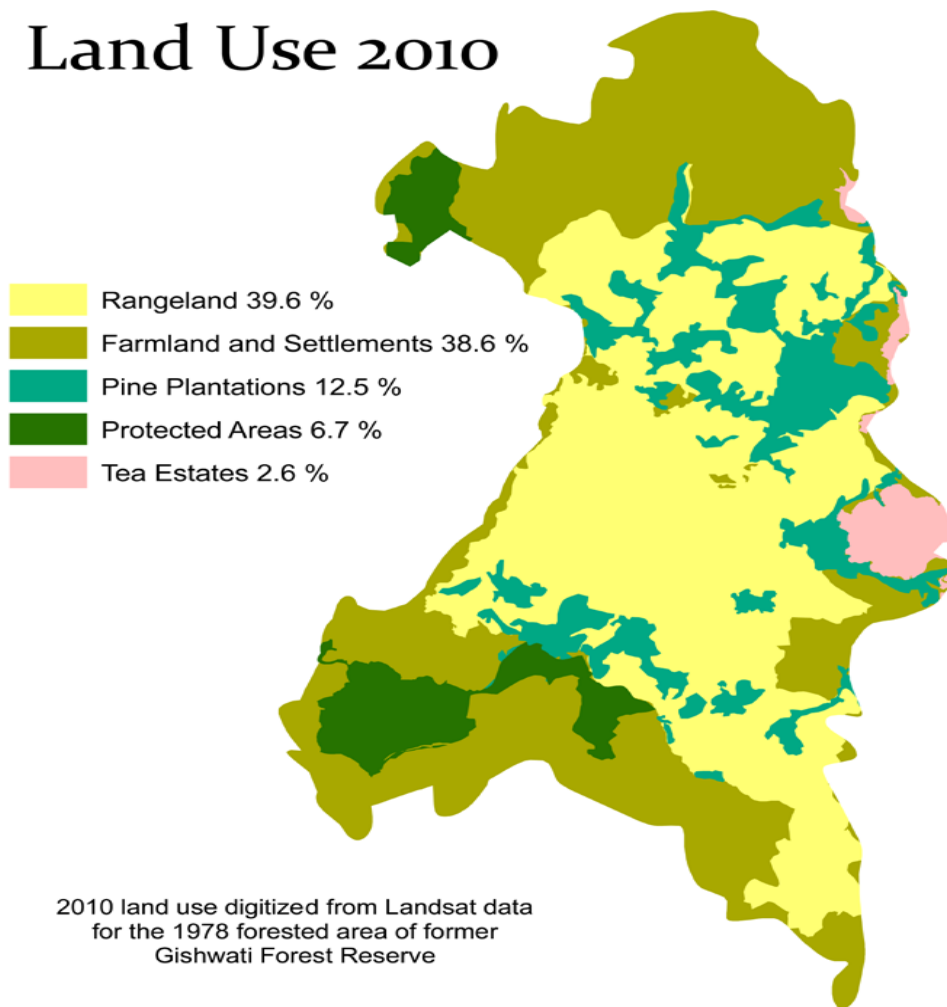 Land Use 2010
Rangeland 39.6 %
Farmland and Settlements 38.6 %
Pine Plantations 12.5 %
Protected Areas 6.7 %
Tea Estates 2.6 %
2010 land use digitized from Landsat data
for the 1978 forested area of former
Gishwati Forest Reserve